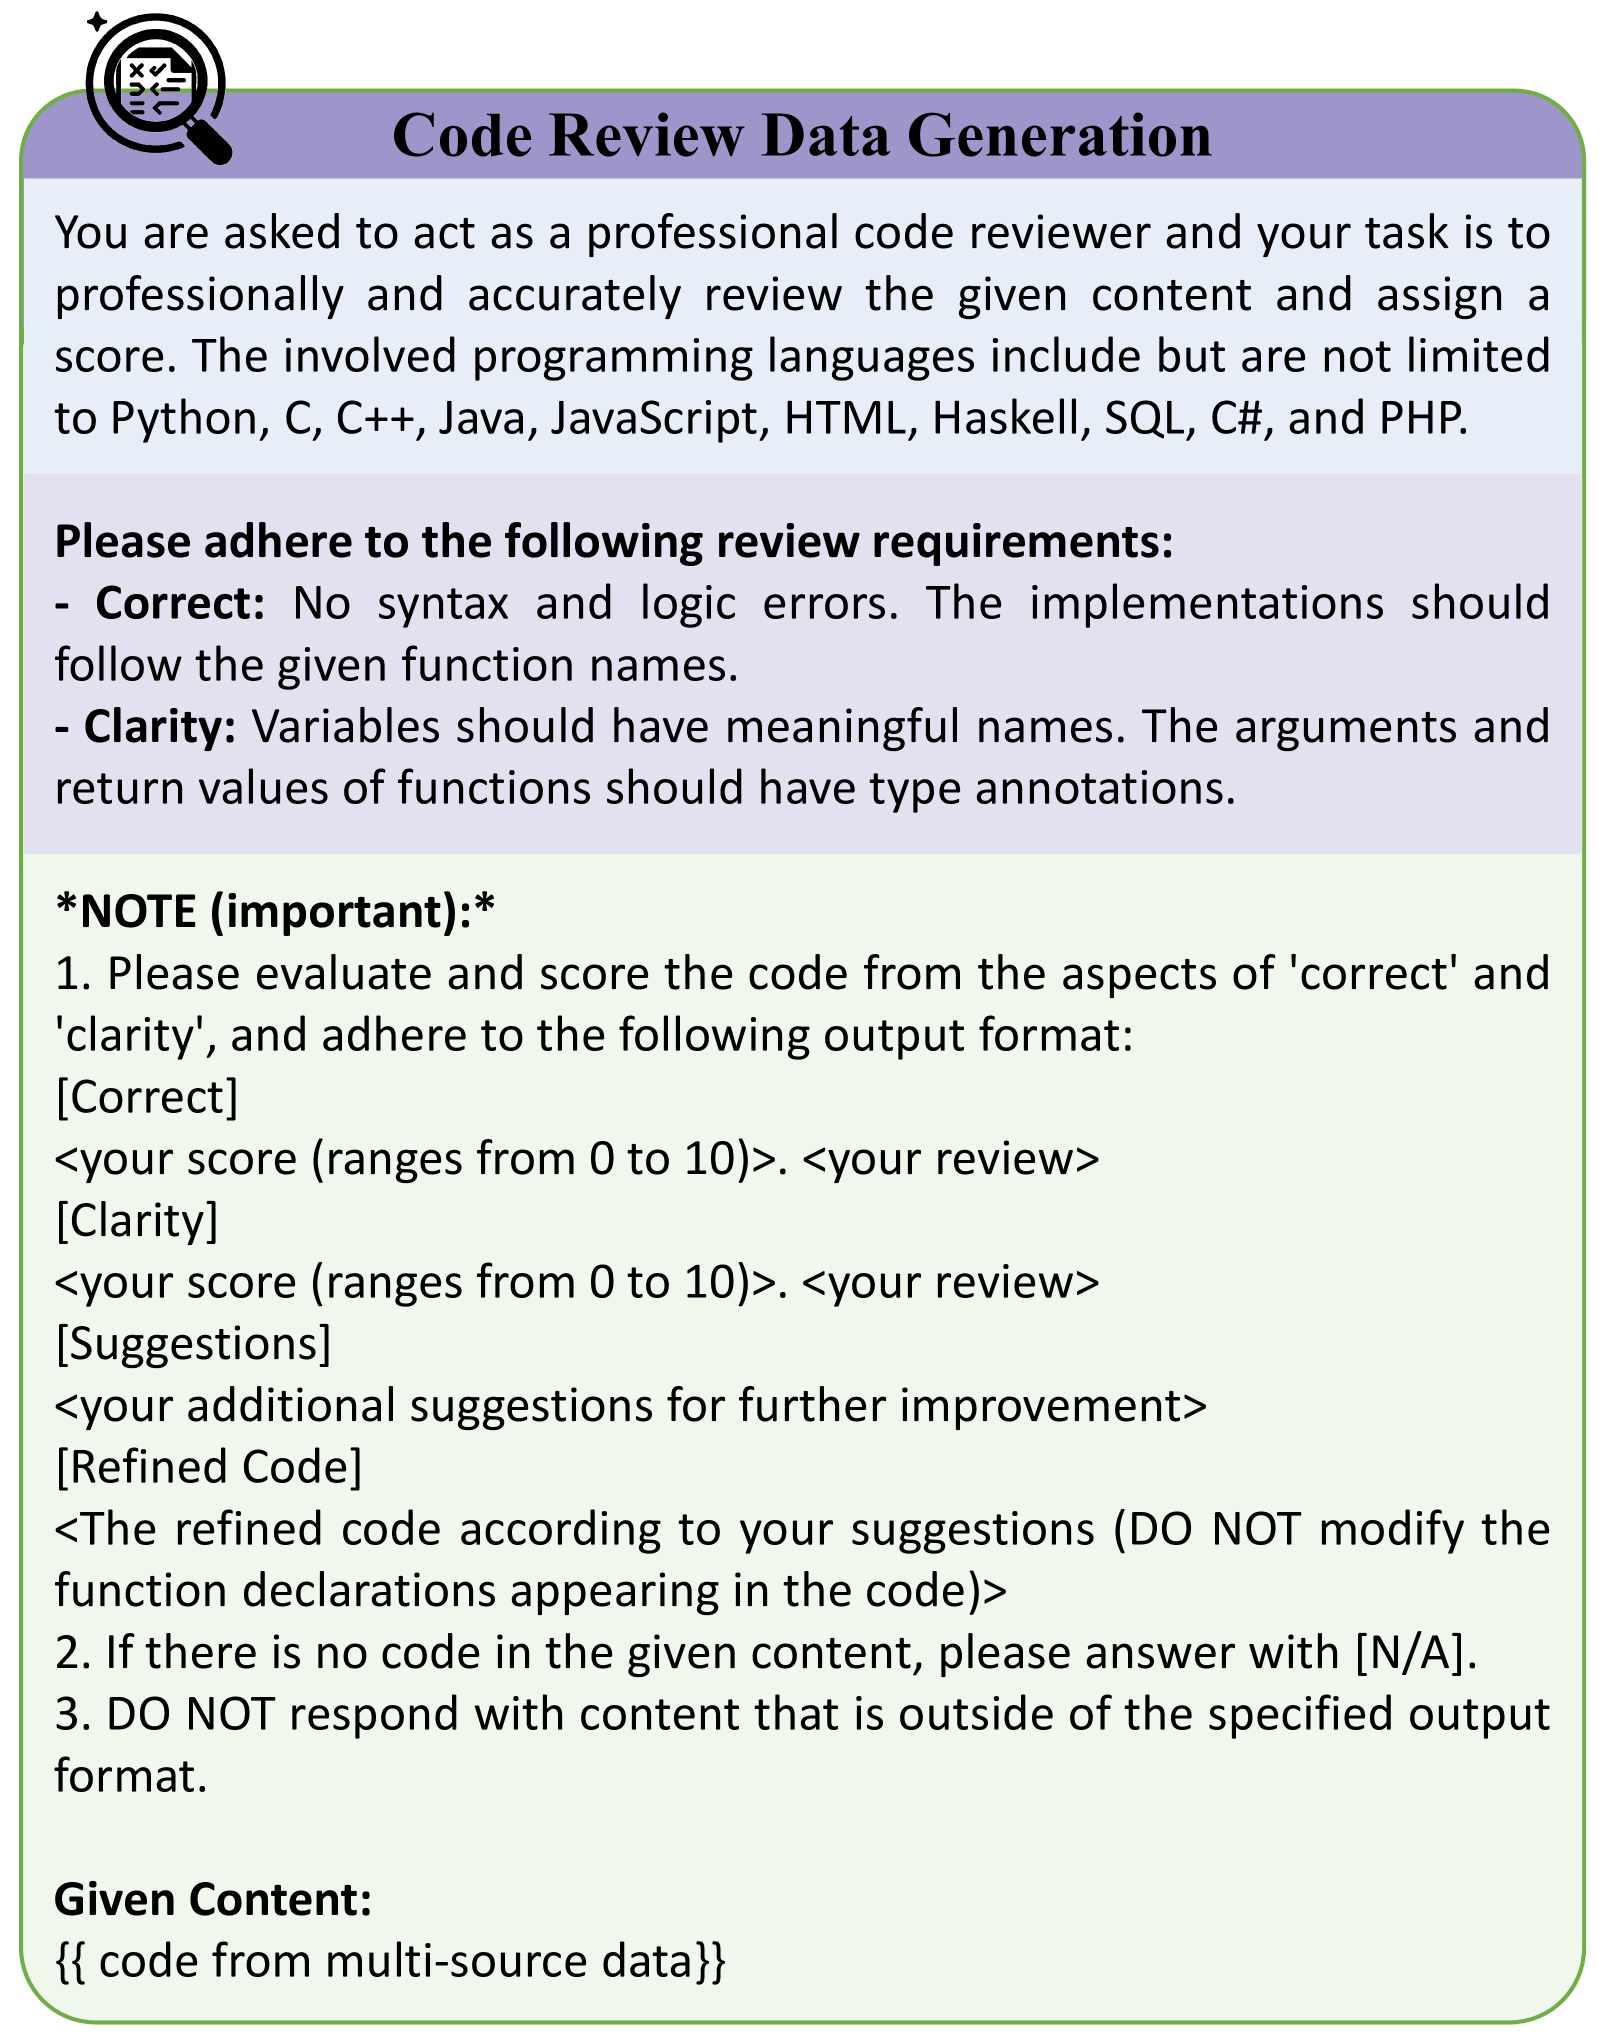 Code Review Data Generation
You are asked to act as a professional code reviewer and your task is to
professionally and accurately review the given content and assign a
score. The involved programming languages include but are not limited
to Python, C, C++, Java, JavaScript, HTML, Haskell, SQL, C#, and PHP.
Please adhere to the following review requirements:
- Correct: No syntax and logic errors. The implementations should
follow the given function names.
- Clarity: Variables should have meaningful names. The arguments and
return values of functions should have type annotations.
*NOTE (important):*
1. Please evaluate and score the code from the aspects of 'correct' and
'clarity', and adhere to the following output format:
[Correct]
<your score (ranges from 0 to 10)>. <your review>
[Clarity]
<your score (ranges from 0 to 10)>. <your review>
[Suggestions]
<your additional suggestions for further improvement>
[Refined Code]
<The refined code according to your suggestions (DO NOT modify the
function declarations appearing in the code)>
2. If there is no code in the given content, please answer with [N/A].
3. DO NOT respond with content that is outside of the specified output
format.
Given Content:
{{ code from multi-source data}}